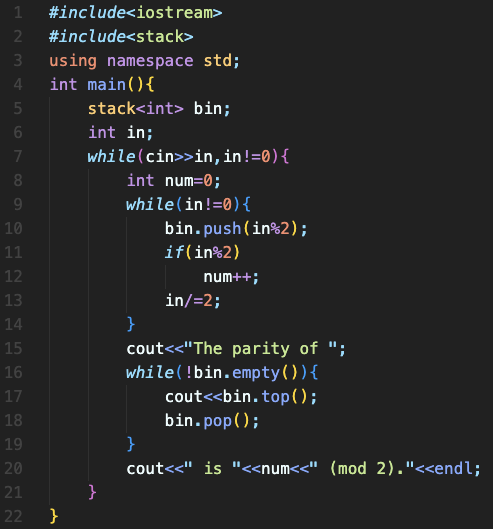 1 #include<iostream>
2 #include<stack>
3 using namespace std;
4 int main(){
5     stack<int> bin;
6     int in;
7     while(cin>>in,in!=0){
8         int num=0;
9         while(in!=0){
10             bin.push(in%2);
11             if(in%2)
12                 num++;
13             in/=2;
14         }
15         cout<<"The parity of ";
16         while(!bin.empty()){
17             cout<<bin.top();
18             bin.pop();
19         }
20         cout<<" is "<<num<<" (mod 2)."<<endl;
21     }
22 }